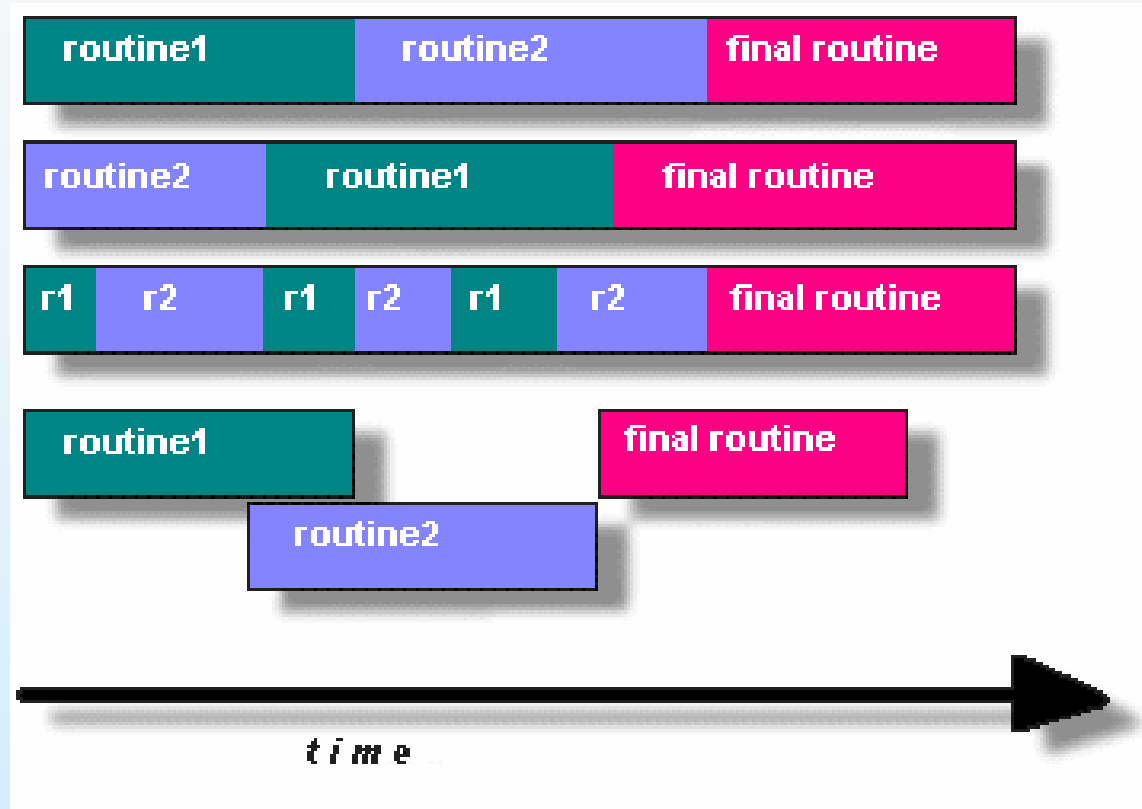 routine1 routine2 final routine
routine2 routine1 final routine
r1 r2 r1 r2 r1 r2 final routine
routine1 final routine
routine2
time